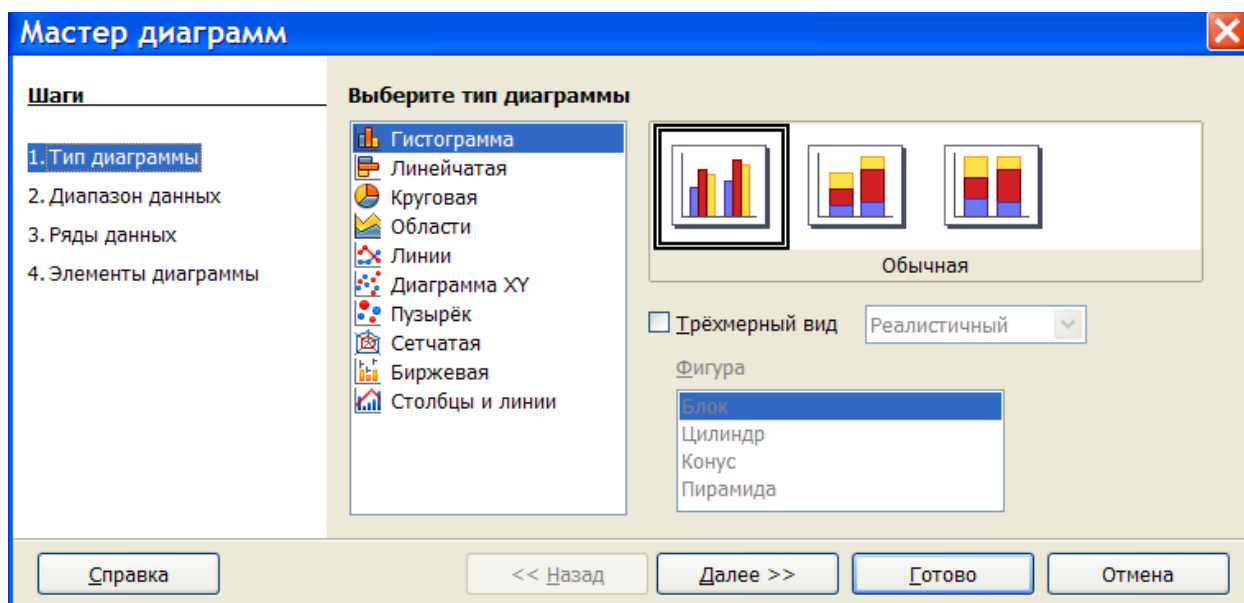 Мастер диаграмм
Шаги
1. Тип диаграммы
2. Диапазон данных
3. Ряды данных
4. Элементы диаграммы
Выберите тип диаграммы
Гистограмма
Линейчатая
Круговая
Области
Линии
Диаграмма XY
Пузырёк
Сетчатая
Биржевая
Столбцы и линии
Обычная
Трёхмерный вид
Реалистичный
Фигура
Блок
Цилиндр
Конус
Пирамида
Справка
<< Назад
Далее >>
Готово
Отмена